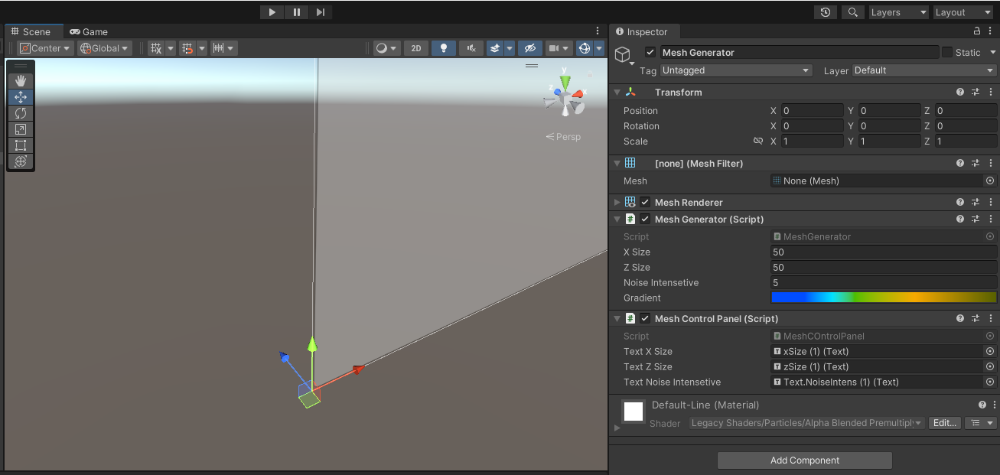 Layers Layout
Scene Game
Inspector
Center Global 2D
Mesh Generator Static
Tag Untagged Layer Default
y
z x
Persp
Transform
Position X 0 Y 0 Z 0
Rotation X 0 Y 0 Z 0
Scale X 1 Y 1 Z 1
[none] (Mesh Filter)
Mesh None (Mesh)
Mesh Renderer
Mesh Generator (Script)
Script MeshGenerator
X Size 50
Z Size 50
Noise Intensetive 5
Gradient
Mesh Control Panel (Script)
Script MeshCOntrolPanel
Text X Size xSize (1) (Text)
Text Z Size zSize (1) (Text)
Text Noise Intensetive Text.NoiseIntens (1) (Text)
Default-Line (Material)
Shader Legacy Shaders/Particles/Alpha Blended Premultiply Edit...
Add Component